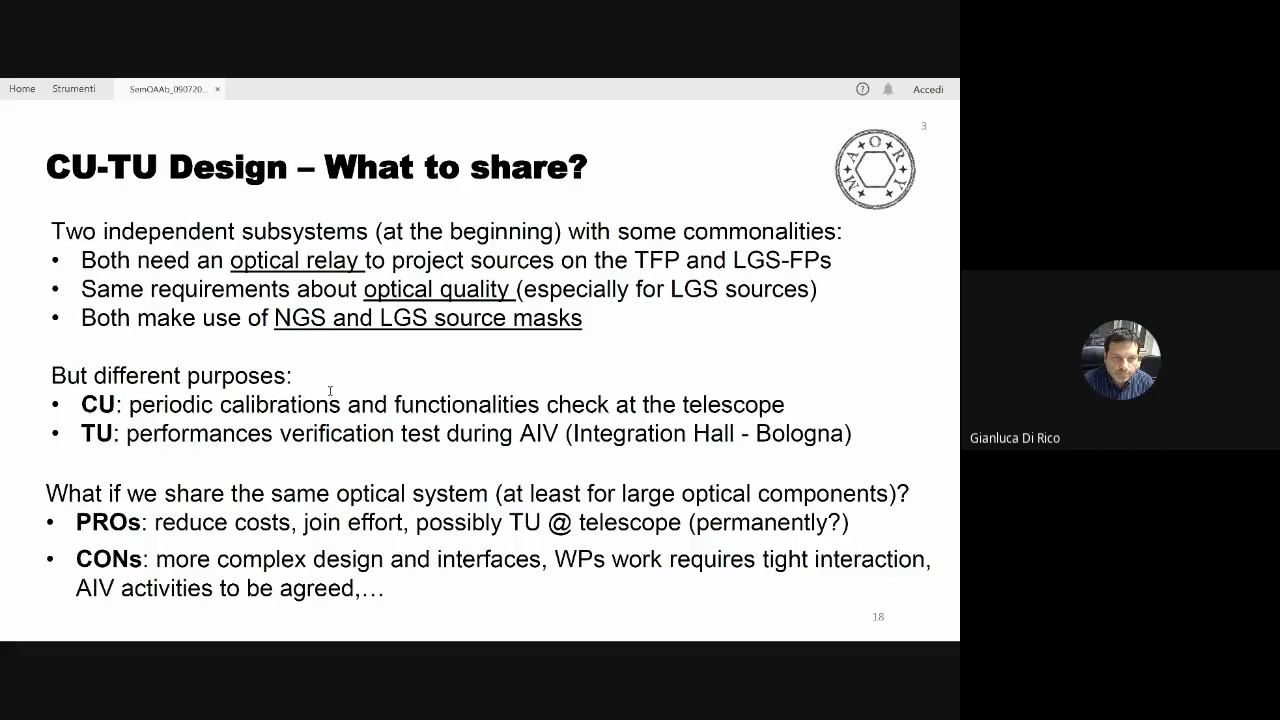 Home Strumenti SemOAAb_090720... × ? Accedi
3
CU-TU Design – What to share?
MAORY
Two independent subsystems (at the beginning) with some commonalities:
• Both need an optical relay to project sources on the TFP and LGS-FPs
• Same requirements about optical quality (especially for LGS sources)
• Both make use of NGS and LGS source masks
But different purposes:
• CU: periodic calibrations and functionalities check at the telescope
• TU: performances verification test during AIV (Integration Hall - Bologna)
What if we share the same optical system (at least for large optical components)?
• PROs: reduce costs, join effort, possibly TU @ telescope (permanently?)
• CONs: more complex design and interfaces, WPs work requires tight interaction,
AIV activities to be agreed,…
18
Gianluca Di Rico